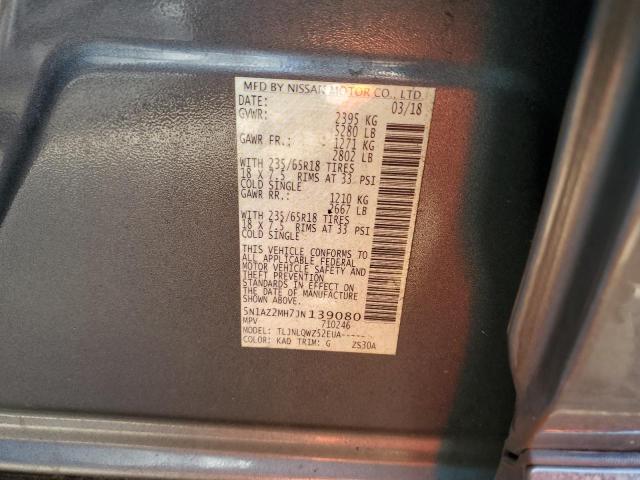 MFD BY NISSAN MOTOR CO., LTD.
DATE: 03/18
GVWR: 2395 KG
5280 LB
GAWR FR.: 1271 KG
2802 LB
WITH 235/65R18 TIRES
18 X 7.5 RIMS AT 33 PSI
COLD SINGLE
GAWR RR.: 1210 KG
2667 LB
WITH 235/65R18 TIRES
18 X 7.5 RIMS AT 33 PSI
COLD SINGLE
THIS VEHICLE CONFORMS TO
ALL APPLICABLE FEDERAL
MOTOR VEHICLE SAFETY AND
THEFT PREVENTION
STANDARDS IN EFFECT ON
THE DATE OF MANUFACTURE
SHOWN ABOVE.
5N1AZ2MH7JN139080
MPV 710246
MODEL: TLJNLQWZ52EUA-----
COLOR: KAD TRIM: G ZS30A